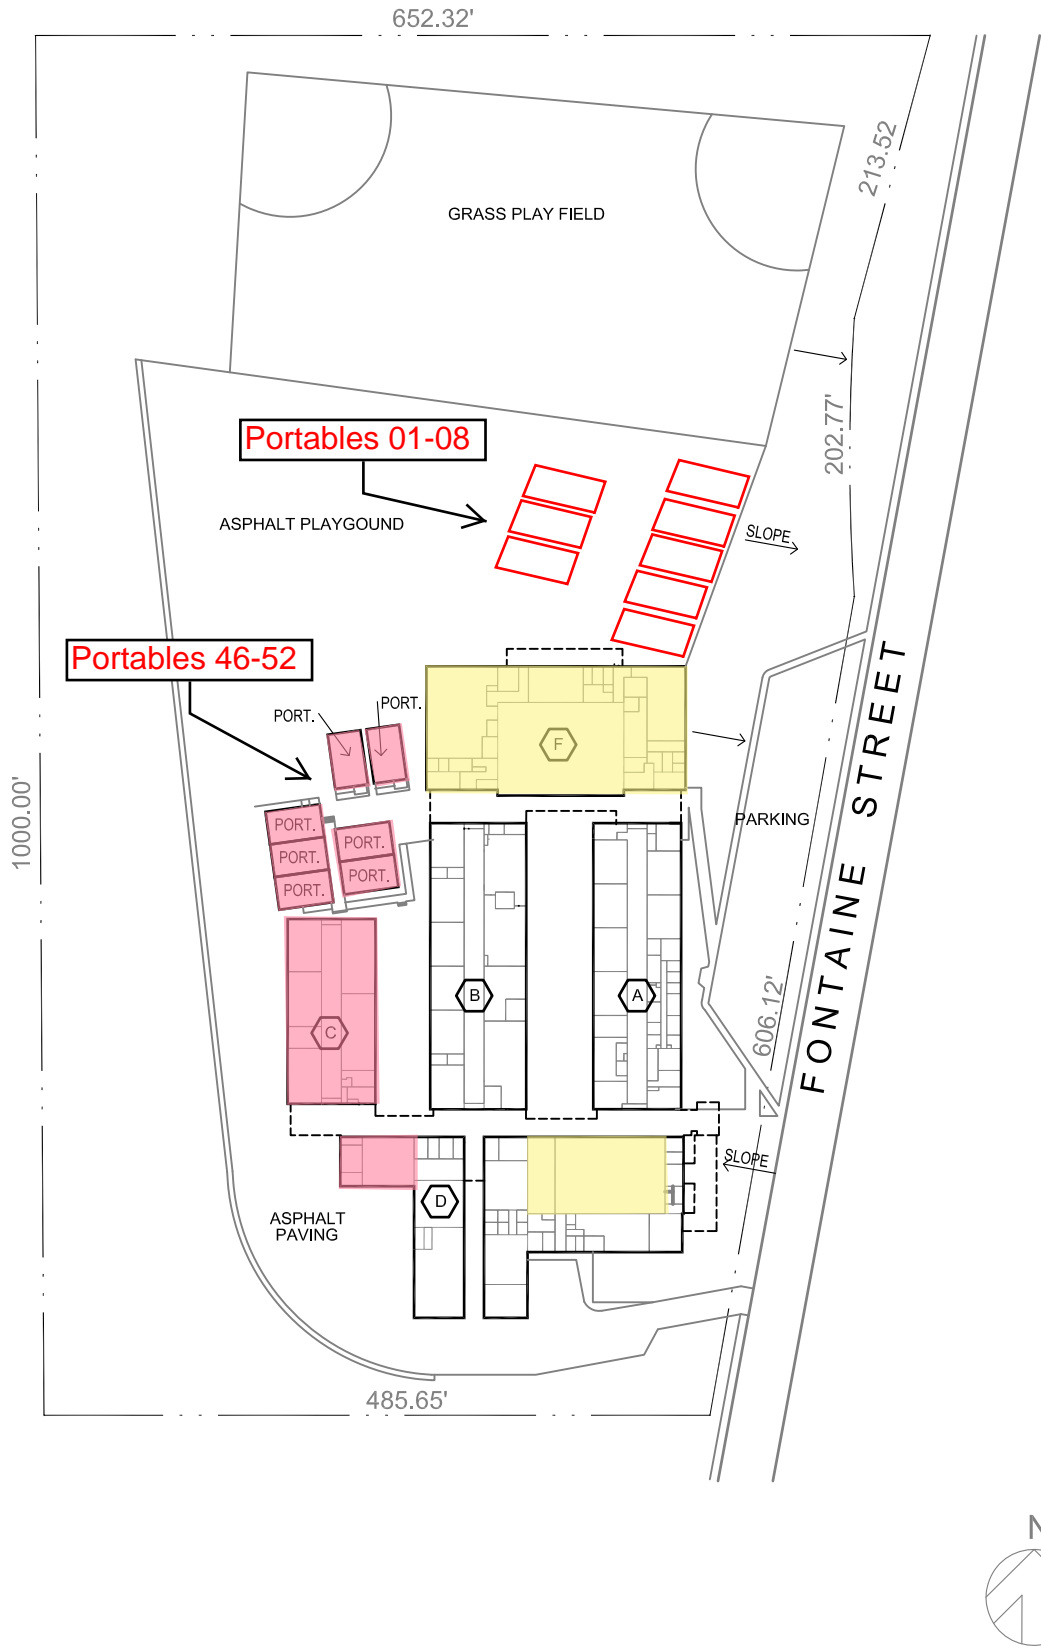 652.32'
213.52
GRASS PLAY FIELD
202.77'
Portables 01-08
ASPHALT PLAYGOUND
SLOPE
Portables 46-52
PORT.
PORT.
F
FONTAINE STREET
1000.00'
PARKING
PORT.
PORT.
PORT.
PORT.
PORT.
B
A
C
606.12'
SLOPE
D
ASPHALT
PAVING
485.65'
N